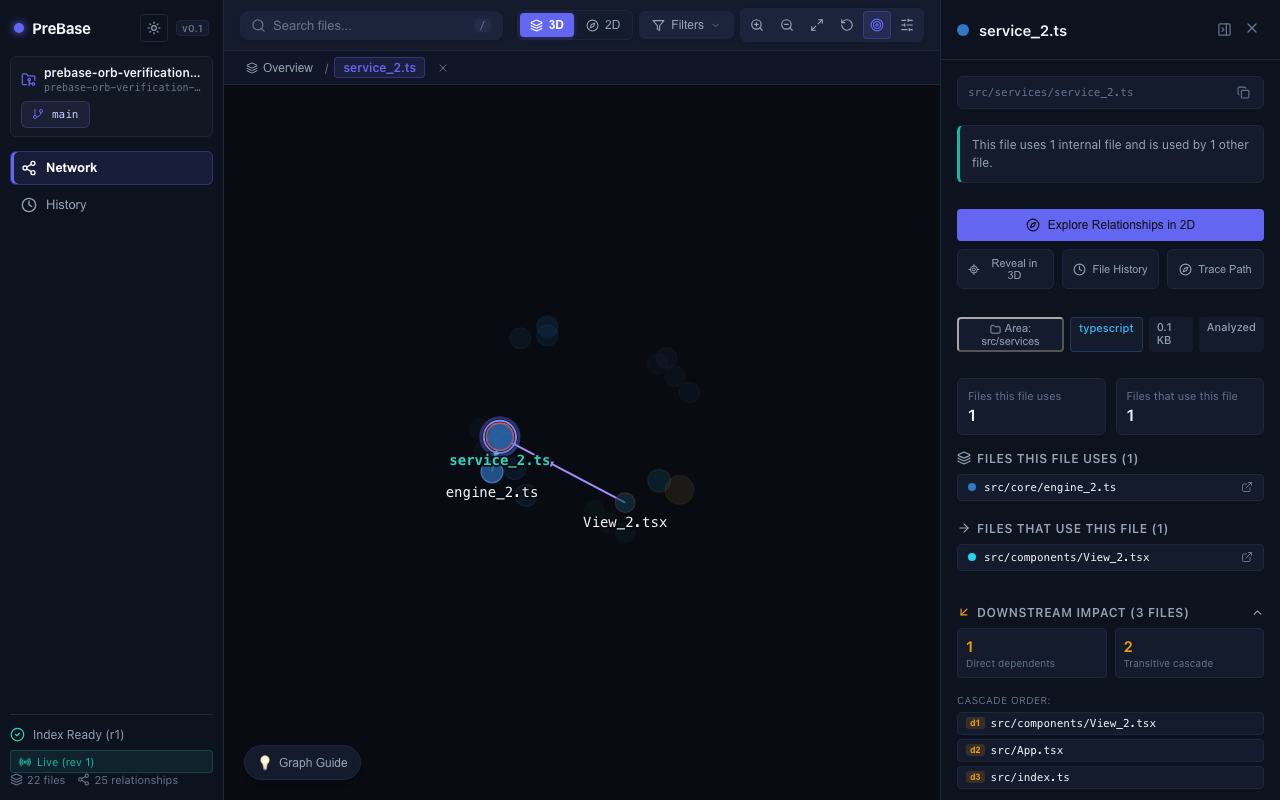 PreBase
v0.1
prebase-orb-verification...
prebase-orb-verification-...
main
Network
History
Index Ready (r1)
Live (rev 1)
22 files
25 relationships
Search files...
/
3D
2D
Filters
Overview
/
service_2.ts
service_2.ts
engine_2.ts
View_2.tsx
Graph Guide
service_2.ts
src/services/service_2.ts
This file uses 1 internal file and is used by 1 other
file.
Explore Relationships in 2D
Reveal in
3D
File History
Trace Path
Area:
src/services
typescript
0.1
KB
Analyzed
Files this file uses
1
Files that use this file
1
FILES THIS FILE USES (1)
src/core/engine_2.ts
FILES THAT USE THIS FILE (1)
src/components/View_2.tsx
DOWNSTREAM IMPACT (3 FILES)
1
Direct dependents
2
Transitive cascade
CASCADE ORDER:
d1 src/components/View_2.tsx
d2 src/App.tsx
d3 src/index.ts